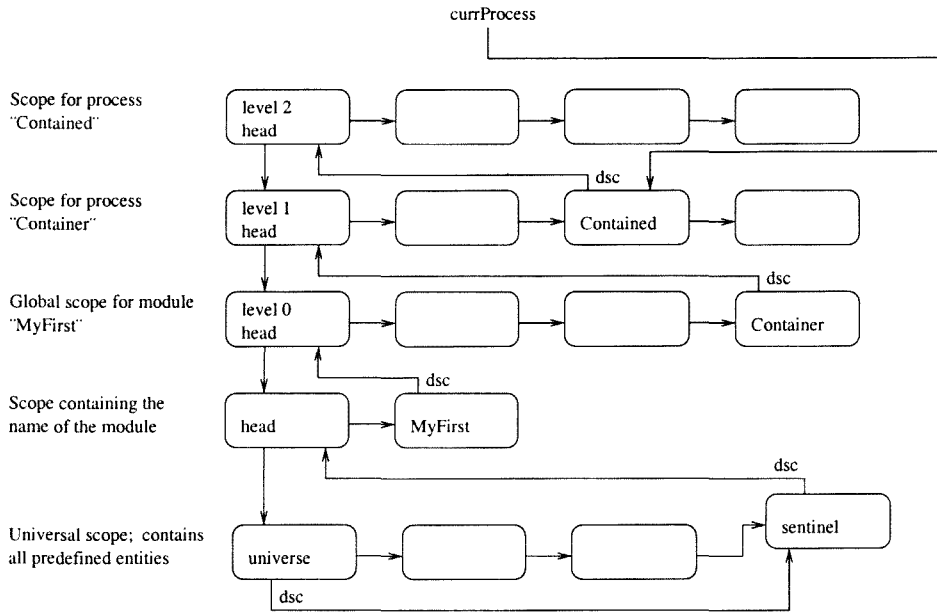 currProcess
Scope for process
¨Contained¨
level 2
head
dsc
Scope for process
¨Container¨
level 1
head
Contained
dsc
Global scope for module
¨MyFirst¨
level 0
head
Container
dsc
Scope containing the
name of the module
head
MyFirst
dsc
Universal scope; contains
all predefined entities
universe
sentinel
dsc